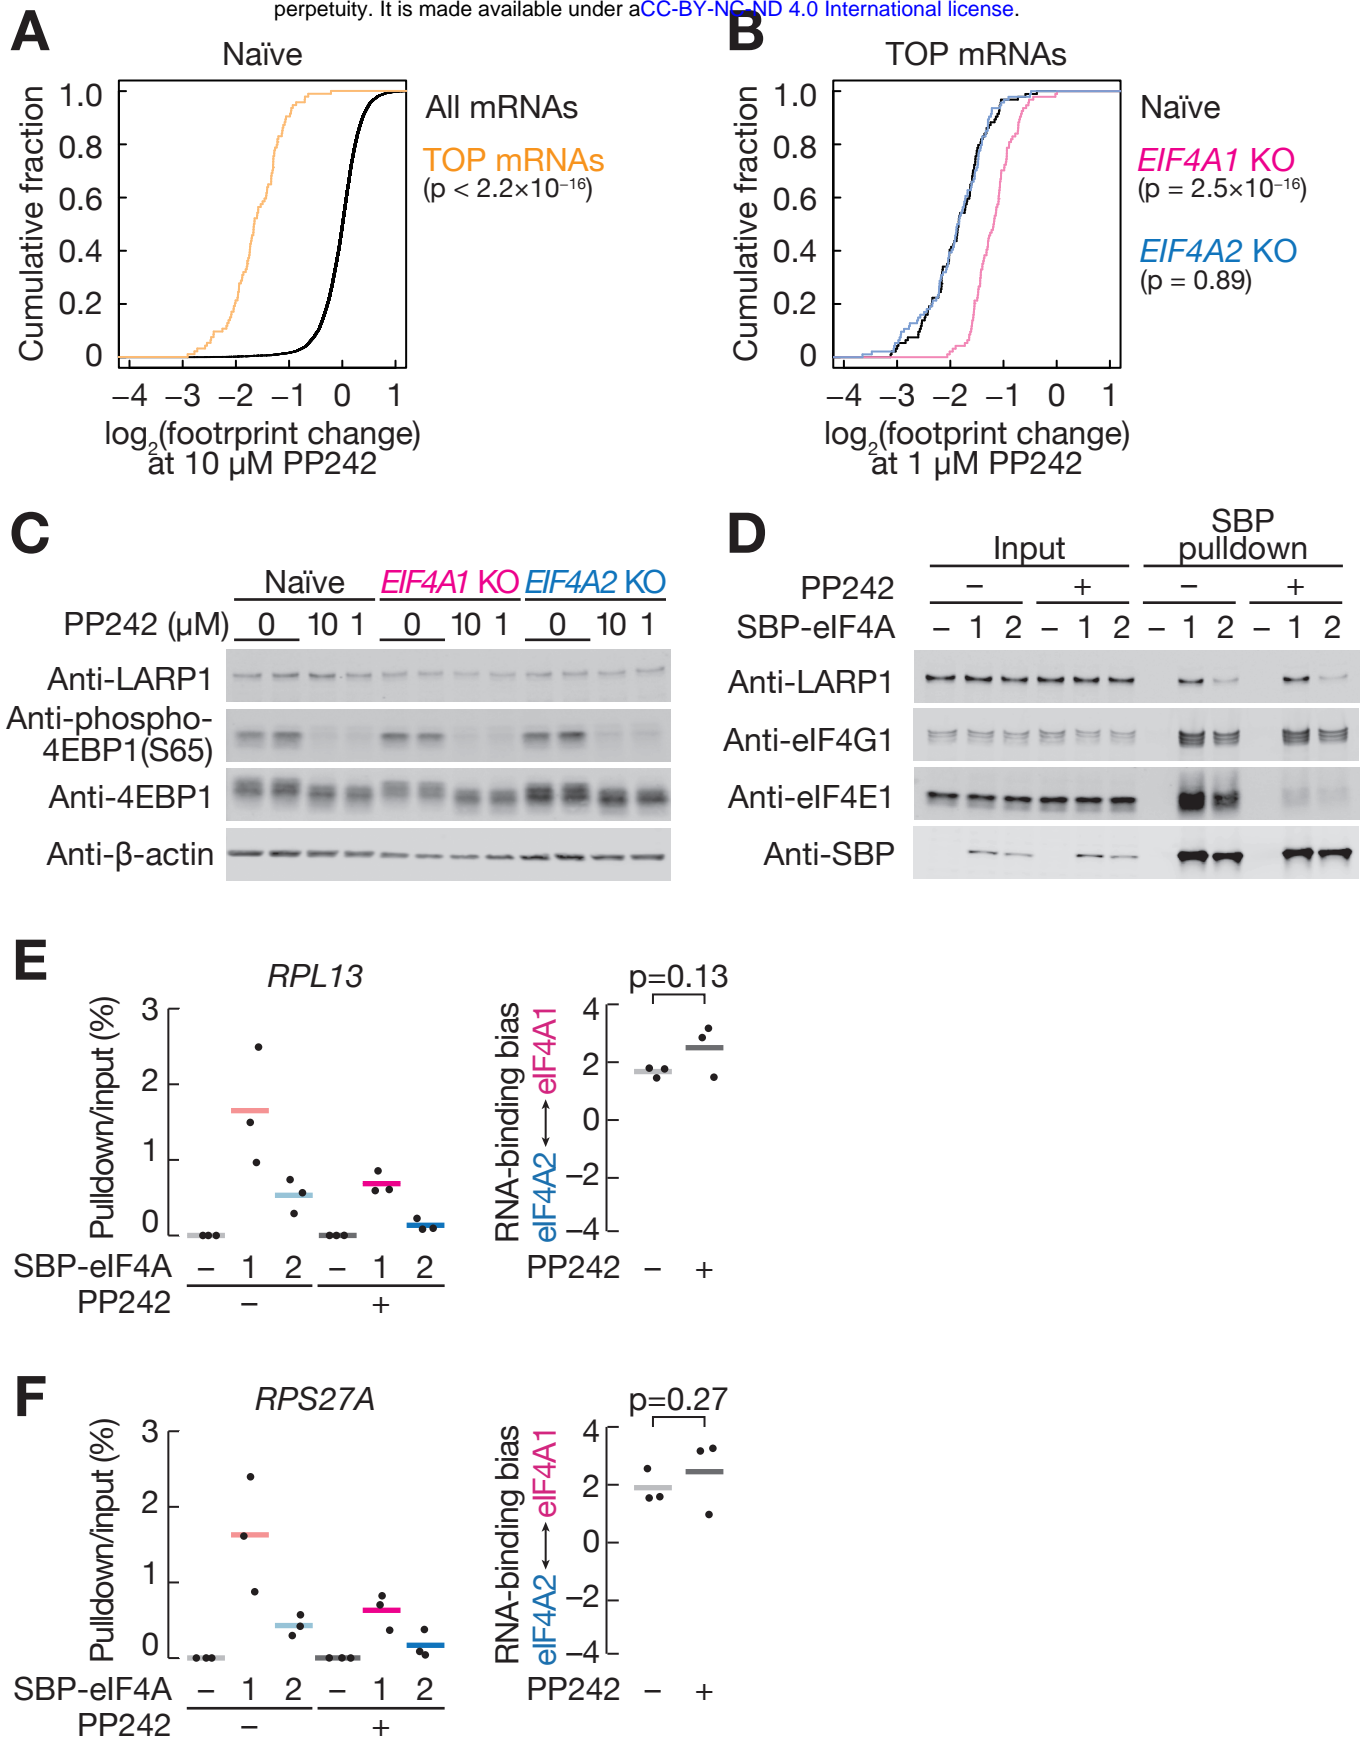 perpetuity. It is made available under aCC-BY-NC-ND 4.0 International license.
A
Naïve
Cumulative fraction
1.0
0.8
0.6
0.4
0.2
0
−4 −3 −2 −1 0 1
log2(footrprint change)
at 10 µM PP242
All mRNAs
TOP mRNAs
(p < 2.2×10−16)
B
TOP mRNAs
Cumulative fraction
1.0
0.8
0.6
0.4
0.2
0
−4 −3 −2 −1 0 1
log2(footprint change)
at 1 µM PP242
Naïve
EIF4A1 KO
(p = 2.5×10−16)
EIF4A2 KO
(p = 0.89)
C
Naïve EIF4A1 KO EIF4A2 KO
PP242 (µM) 0 10 1 0 10 1 0 10 1
Anti-LARP1
Anti-phospho-
4EBP1(S65)
Anti-4EBP1
Anti-β-actin
D
Input
SBP
pulldown
PP242 − + − +
SBP-eIF4A − 1 2 − 1 2 − 1 2 − 1 2
Anti-LARP1
Anti-eIF4G1
Anti-eIF4E1
Anti-SBP
E
RPL13
Pulldown/input (%)
3
2
1
0
SBP-eIF4A − 1 2 − 1 2
PP242 − +
p=0.13
RNA-binding bias
eIF4A2 ↔ eIF4A1
4
2
0
−2
−4
PP242 − +
F
RPS27A
Pulldown/input (%)
3
2
1
0
SBP-eIF4A − 1 2 − 1 2
PP242 − +
p=0.27
RNA-binding bias
eIF4A2 ↔ eIF4A1
4
2
0
−2
−4
PP242 − +